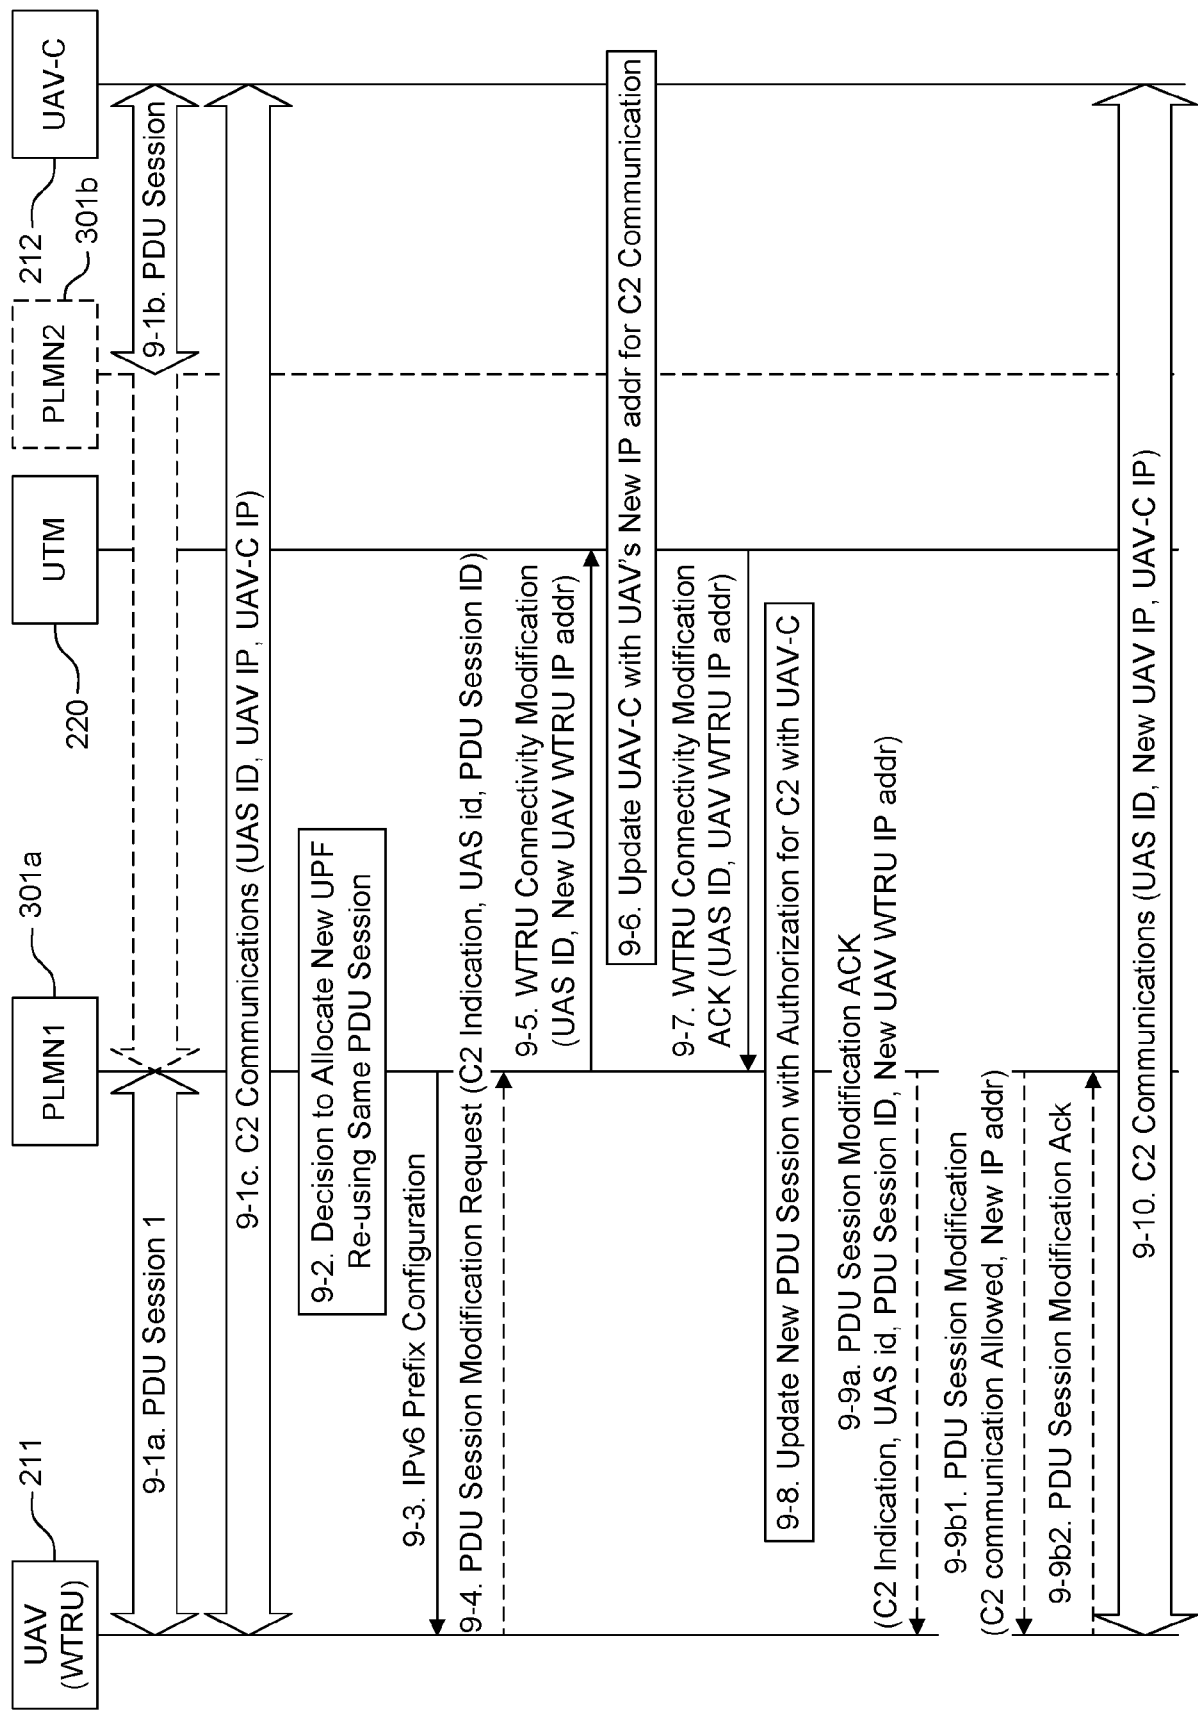 UAV
(WTRU)
211
PLMN1
301a
UTM
220
PLMN2
301b
UAV-C
212
9-1a. PDU Session 1
9-1b. PDU Session
9-1c. C2 Communications (UAS ID, UAV IP, UAV-C IP)
9-2. Decision to Allocate New UPF
Re-using Same PDU Session
9-3. IPv6 Prefix Configuration
9-4. PDU Session Modification Request (C2 Indication, UAS id, PDU Session ID)
9-5. WTRU Connectivity Modification
(UAS ID, New UAV WTRU IP addr)
9-6. Update UAV-C with UAV's New IP addr for C2 Communication
9-7. WTRU Connectivity Modification
ACK (UAS ID, UAV WTRU IP addr)
9-8. Update New PDU Session with Authorization for C2 with UAV-C
9-9a. PDU Session Modification ACK
(C2 Indication, UAS id, PDU Session ID, New UAV WTRU IP addr)
9-9b1. PDU Session Modification
(C2 communication Allowed, New IP addr)
9-9b2. PDU Session Modification Ack
9-10. C2 Communications (UAS ID, New UAV IP, UAV-C IP)